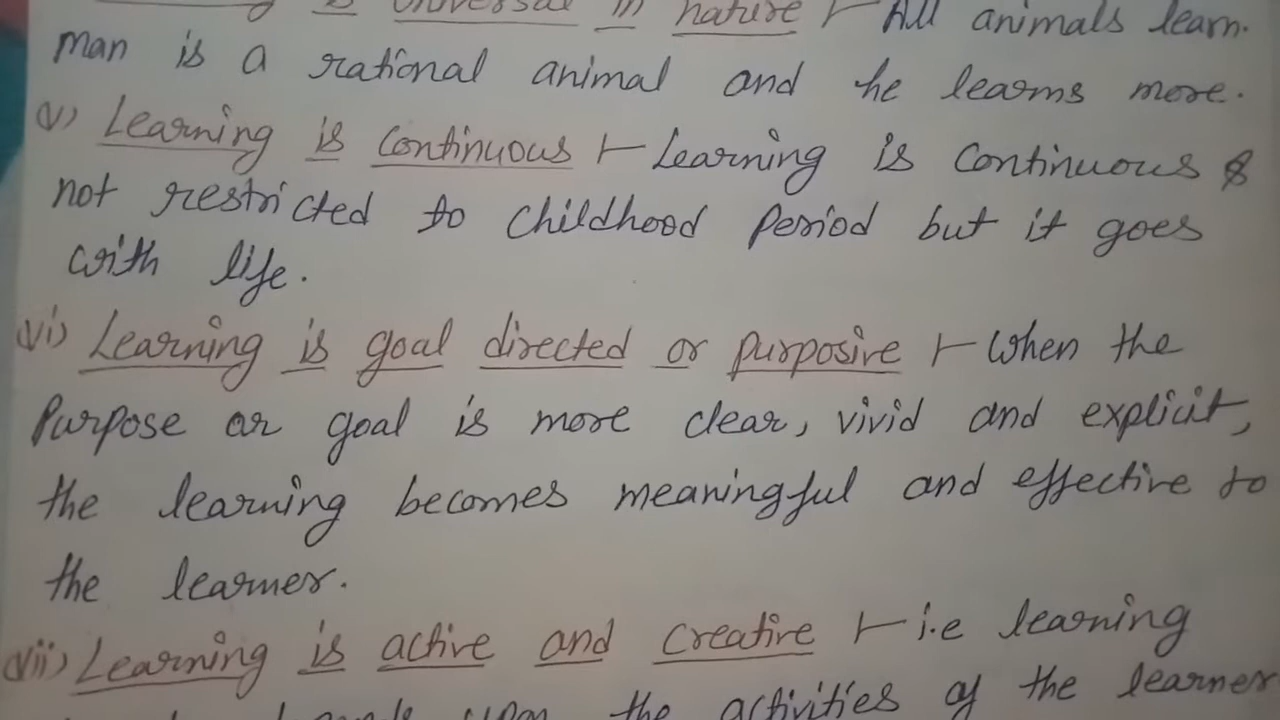 is universal in nature :- All animals learn.
man is a rational animal and he learns more.
v) Learning is continuous :- Learning is continuous &
not restricted to childhood period but it goes
with life.
vi) Learning is goal directed or purposive :- When the
Purpose or goal is more clear, vivid and explicit,
the learning becomes meaningful and effective to
the learner.
vii) Learning is active and creative :- i.e learning
upon the activities of the learner